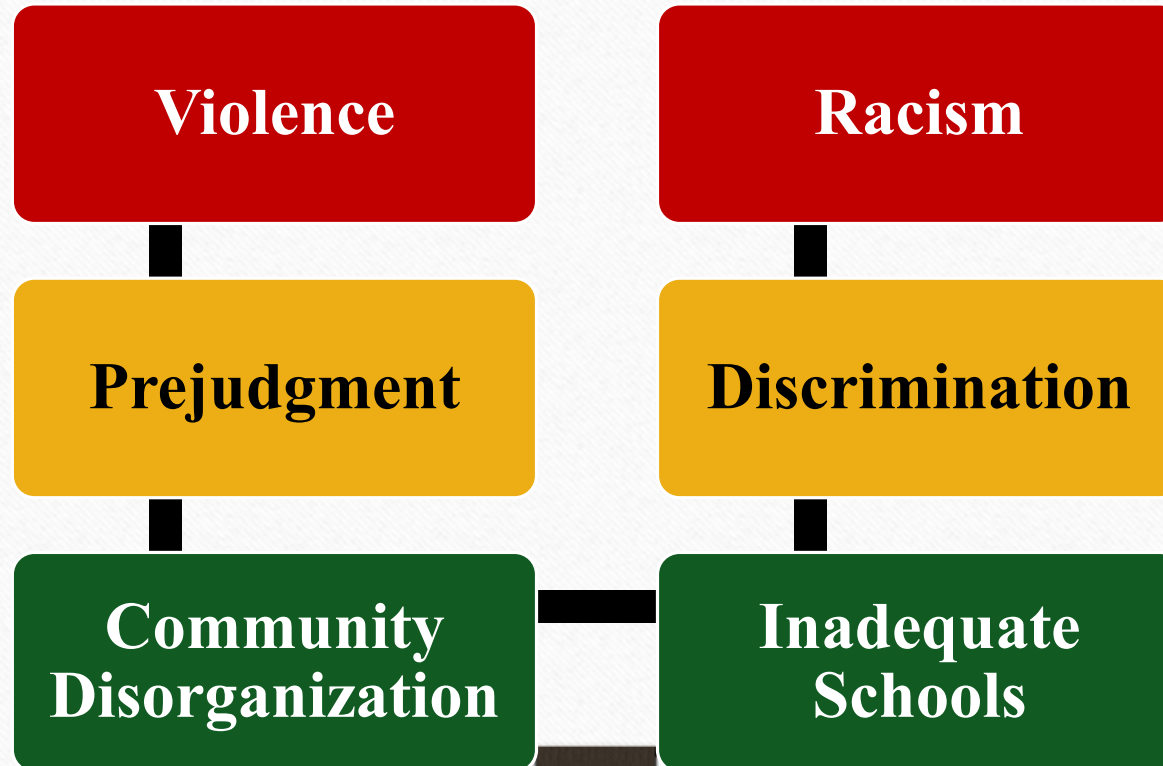 Violence
Racism
Prejudgment
Discrimination
Community
Disorganization
Inadequate
Schools